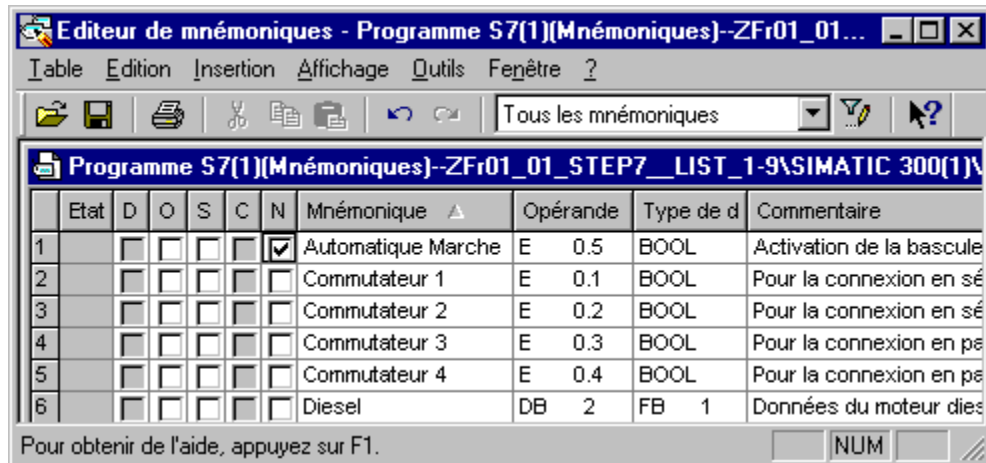 Editeur de mnémoniques - Programme S7(1)(Mnémoniques)--ZFr01_01...
Table Edition Insertion Affichage Outils Fenêtre ?
Tous les mnémoniques
Programme S7(1)(Mnémoniques)--ZFr01_01_STEP7__LIST_1-9\SIMATIC 300(1)\
Etat D O S C N Mnémonique Opérande Type de d Commentaire
1 Automatique Marche E 0.5 BOOL Activation de la bascule
2 Commutateur 1 E 0.1 BOOL Pour la connexion en sé
3 Commutateur 2 E 0.2 BOOL Pour la connexion en sé
4 Commutateur 3 E 0.3 BOOL Pour la connexion en pa
5 Commutateur 4 E 0.4 BOOL Pour la connexion en pa
6 Diesel DB 2 FB 1 Données du moteur dies
Pour obtenir de l'aide, appuyez sur F1. NUM